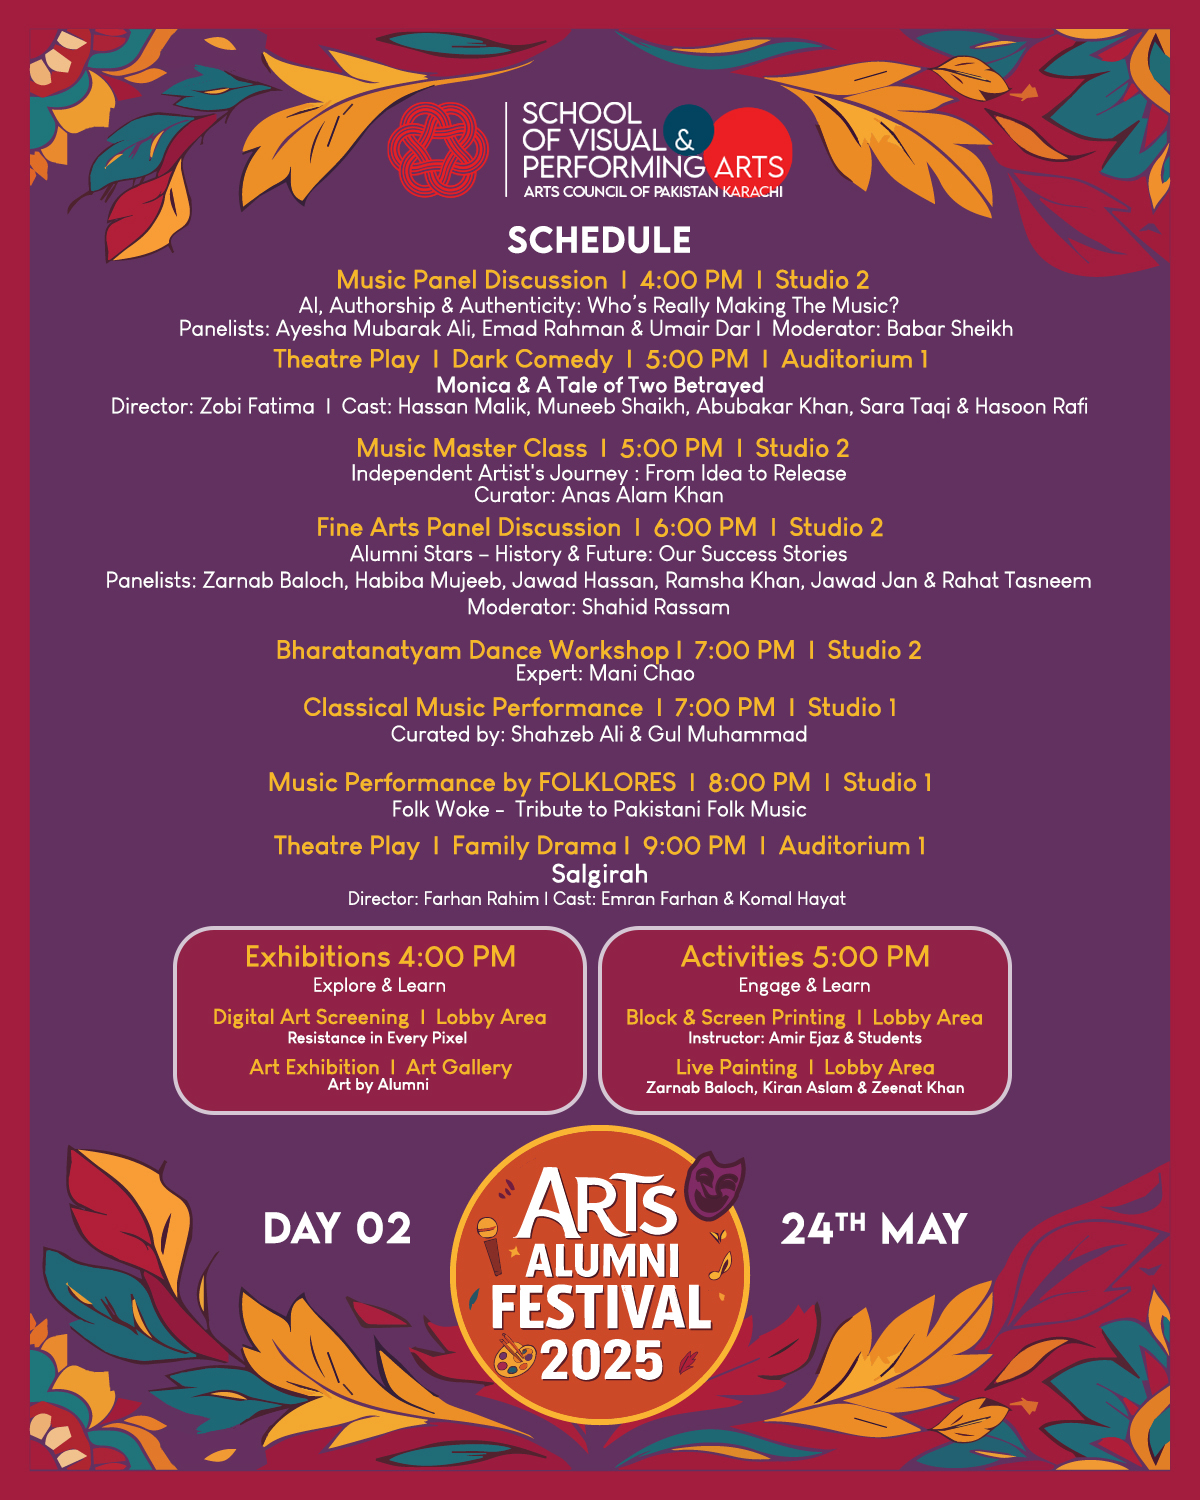 SCHOOL
OF VISUAL &
PERFORMING ARTS
ARTS COUNCIL OF PAKISTAN KARACHI
SCHEDULE
Music Panel Discussion | 4:00 PM | Studio 2
AI, Authorship & Authenticity: Who's Really Making The Music?
Panelists: Ayesha Mubarak Ali, Emad Rahman & Umair Dar | Moderator: Babar Sheikh
Theatre Play | Dark Comedy | 5:00 PM | Auditorium 1
Monica & A Tale of Two Betrayed
Director: Zobi Fatima | Cast: Hassan Malik, Muneeb Shaikh, Abubakar Khan, Sara Taqi & Hasoon Rafi
Music Master Class | 5:00 PM | Studio 2
Independent Artist's Journey : From Idea to Release
Curator: Anas Alam Khan
Fine Arts Panel Discussion | 6:00 PM | Studio 2
Alumni Stars – History & Future: Our Success Stories
Panelists: Zarnab Baloch, Habiba Mujeeb, Jawad Hassan, Ramsha Khan, Jawad Jan & Rahat Tasneem
Moderator: Shahid Rassam
Bharatanatyam Dance Workshop | 7:00 PM | Studio 2
Expert: Mani Chao
Classical Music Performance | 7:00 PM | Studio 1
Curated by: Shahzeb Ali & Gul Muhammad
Music Performance by FOLKLORES | 8:00 PM | Studio 1
Folk Woke – Tribute to Pakistani Folk Music
Theatre Play | Family Drama | 9:00 PM | Auditorium 1
Salgirah
Director: Farhan Rahim | Cast: Emran Farhan & Komal Hayat
Exhibitions 4:00 PM
Explore & Learn
Digital Art Screening | Lobby Area
Resistance in Every Pixel
Art Exhibition | Art Gallery
Art by Alumni
Activities 5:00 PM
Engage & Learn
Block & Screen Printing | Lobby Area
Instructor: Amir Ejaz & Students
Live Painting | Lobby Area
Zarnab Baloch, Kiran Aslam & Zeenat Khan
DAY 02
ARTS
ALUMNI
FESTIVAL
2025
24TH MAY